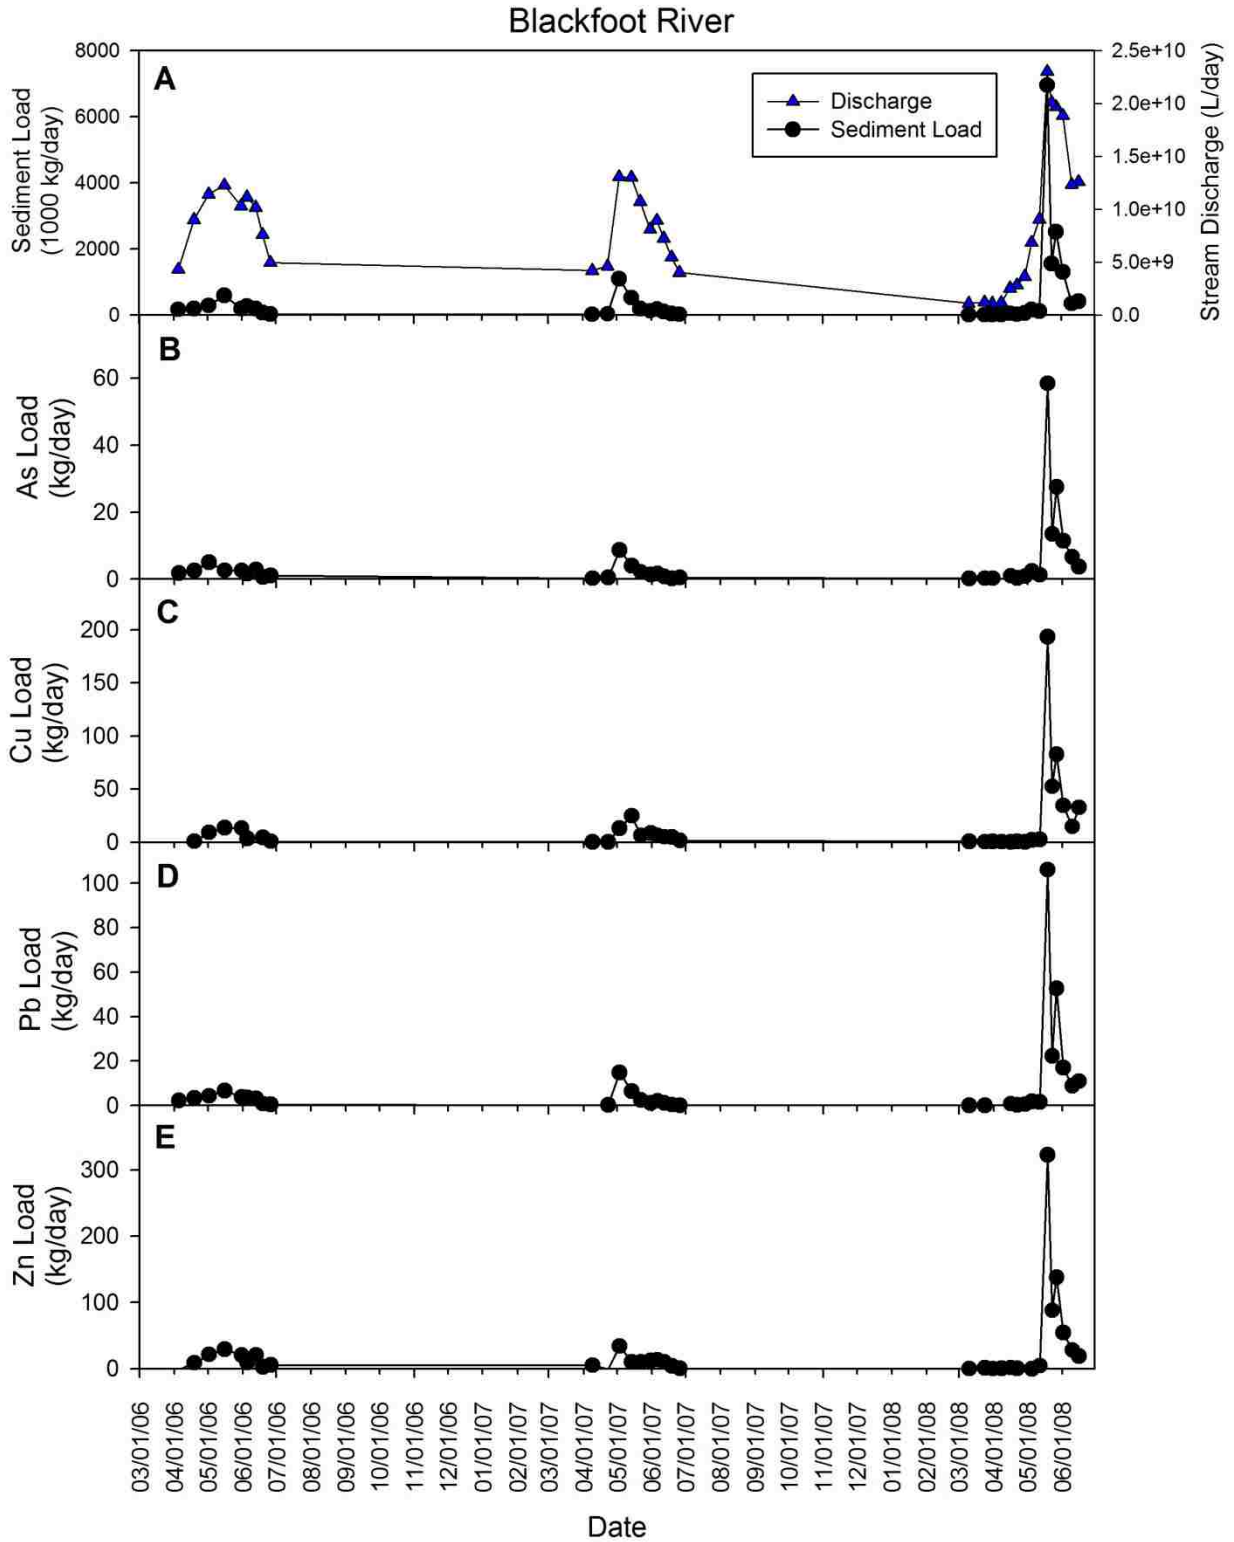 Blackfoot River
A
Sediment Load
(1000 kg/day)
8000
6000
4000
2000
0
Discharge
Sediment Load
2.5e+10
2.0e+10
1.5e+10
1.0e+10
5.0e+9
0.0
Stream Discharge (L/day)
B
As Load
(kg/day)
60
40
20
0
C
Cu Load
(kg/day)
200
150
100
50
0
D
Pb Load
(kg/day)
100
80
60
40
20
0
E
Zn Load
(kg/day)
300
200
100
0
03/01/06
04/01/06
05/01/06
06/01/06
07/01/06
08/01/06
09/01/06
10/01/06
11/01/06
12/01/06
01/01/07
02/01/07
03/01/07
04/01/07
05/01/07
06/01/07
07/01/07
08/01/07
09/01/07
10/01/07
11/01/07
12/01/07
01/01/08
02/01/08
03/01/08
04/01/08
05/01/08
06/01/08
Date